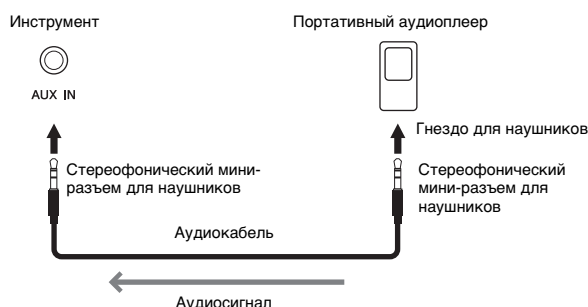 Инструмент
Портативный аудиоплеер
AUX IN
Гнездо для наушников
Стереофонический мини-
разъем для наушников
Стереофонический
мини-разъем для
наушников
Аудиокабель
Аудиосигнал